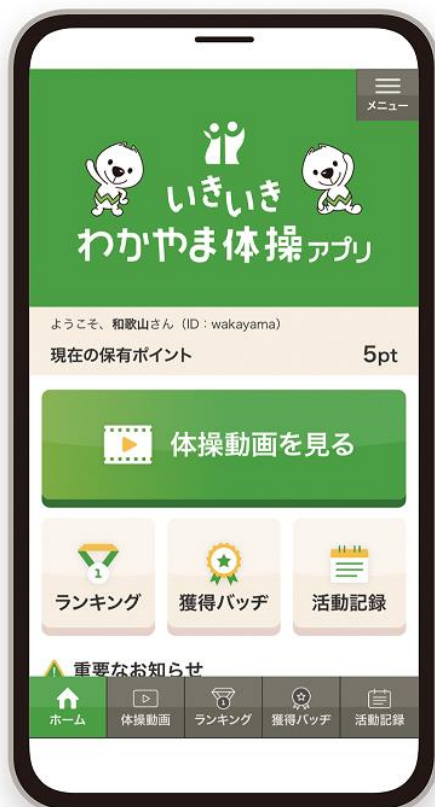 メニュー
いきいき
わかやま体操アプリ
ようこそ、和歌山さん（ID：wakayama）
現在の保有ポイント 5pt
体操動画を見る
1
ランキング 獲得バッヂ 活動記録
重要なお知らせ
ホーム 体操動画 ランキング 獲得バッヂ 活動記録